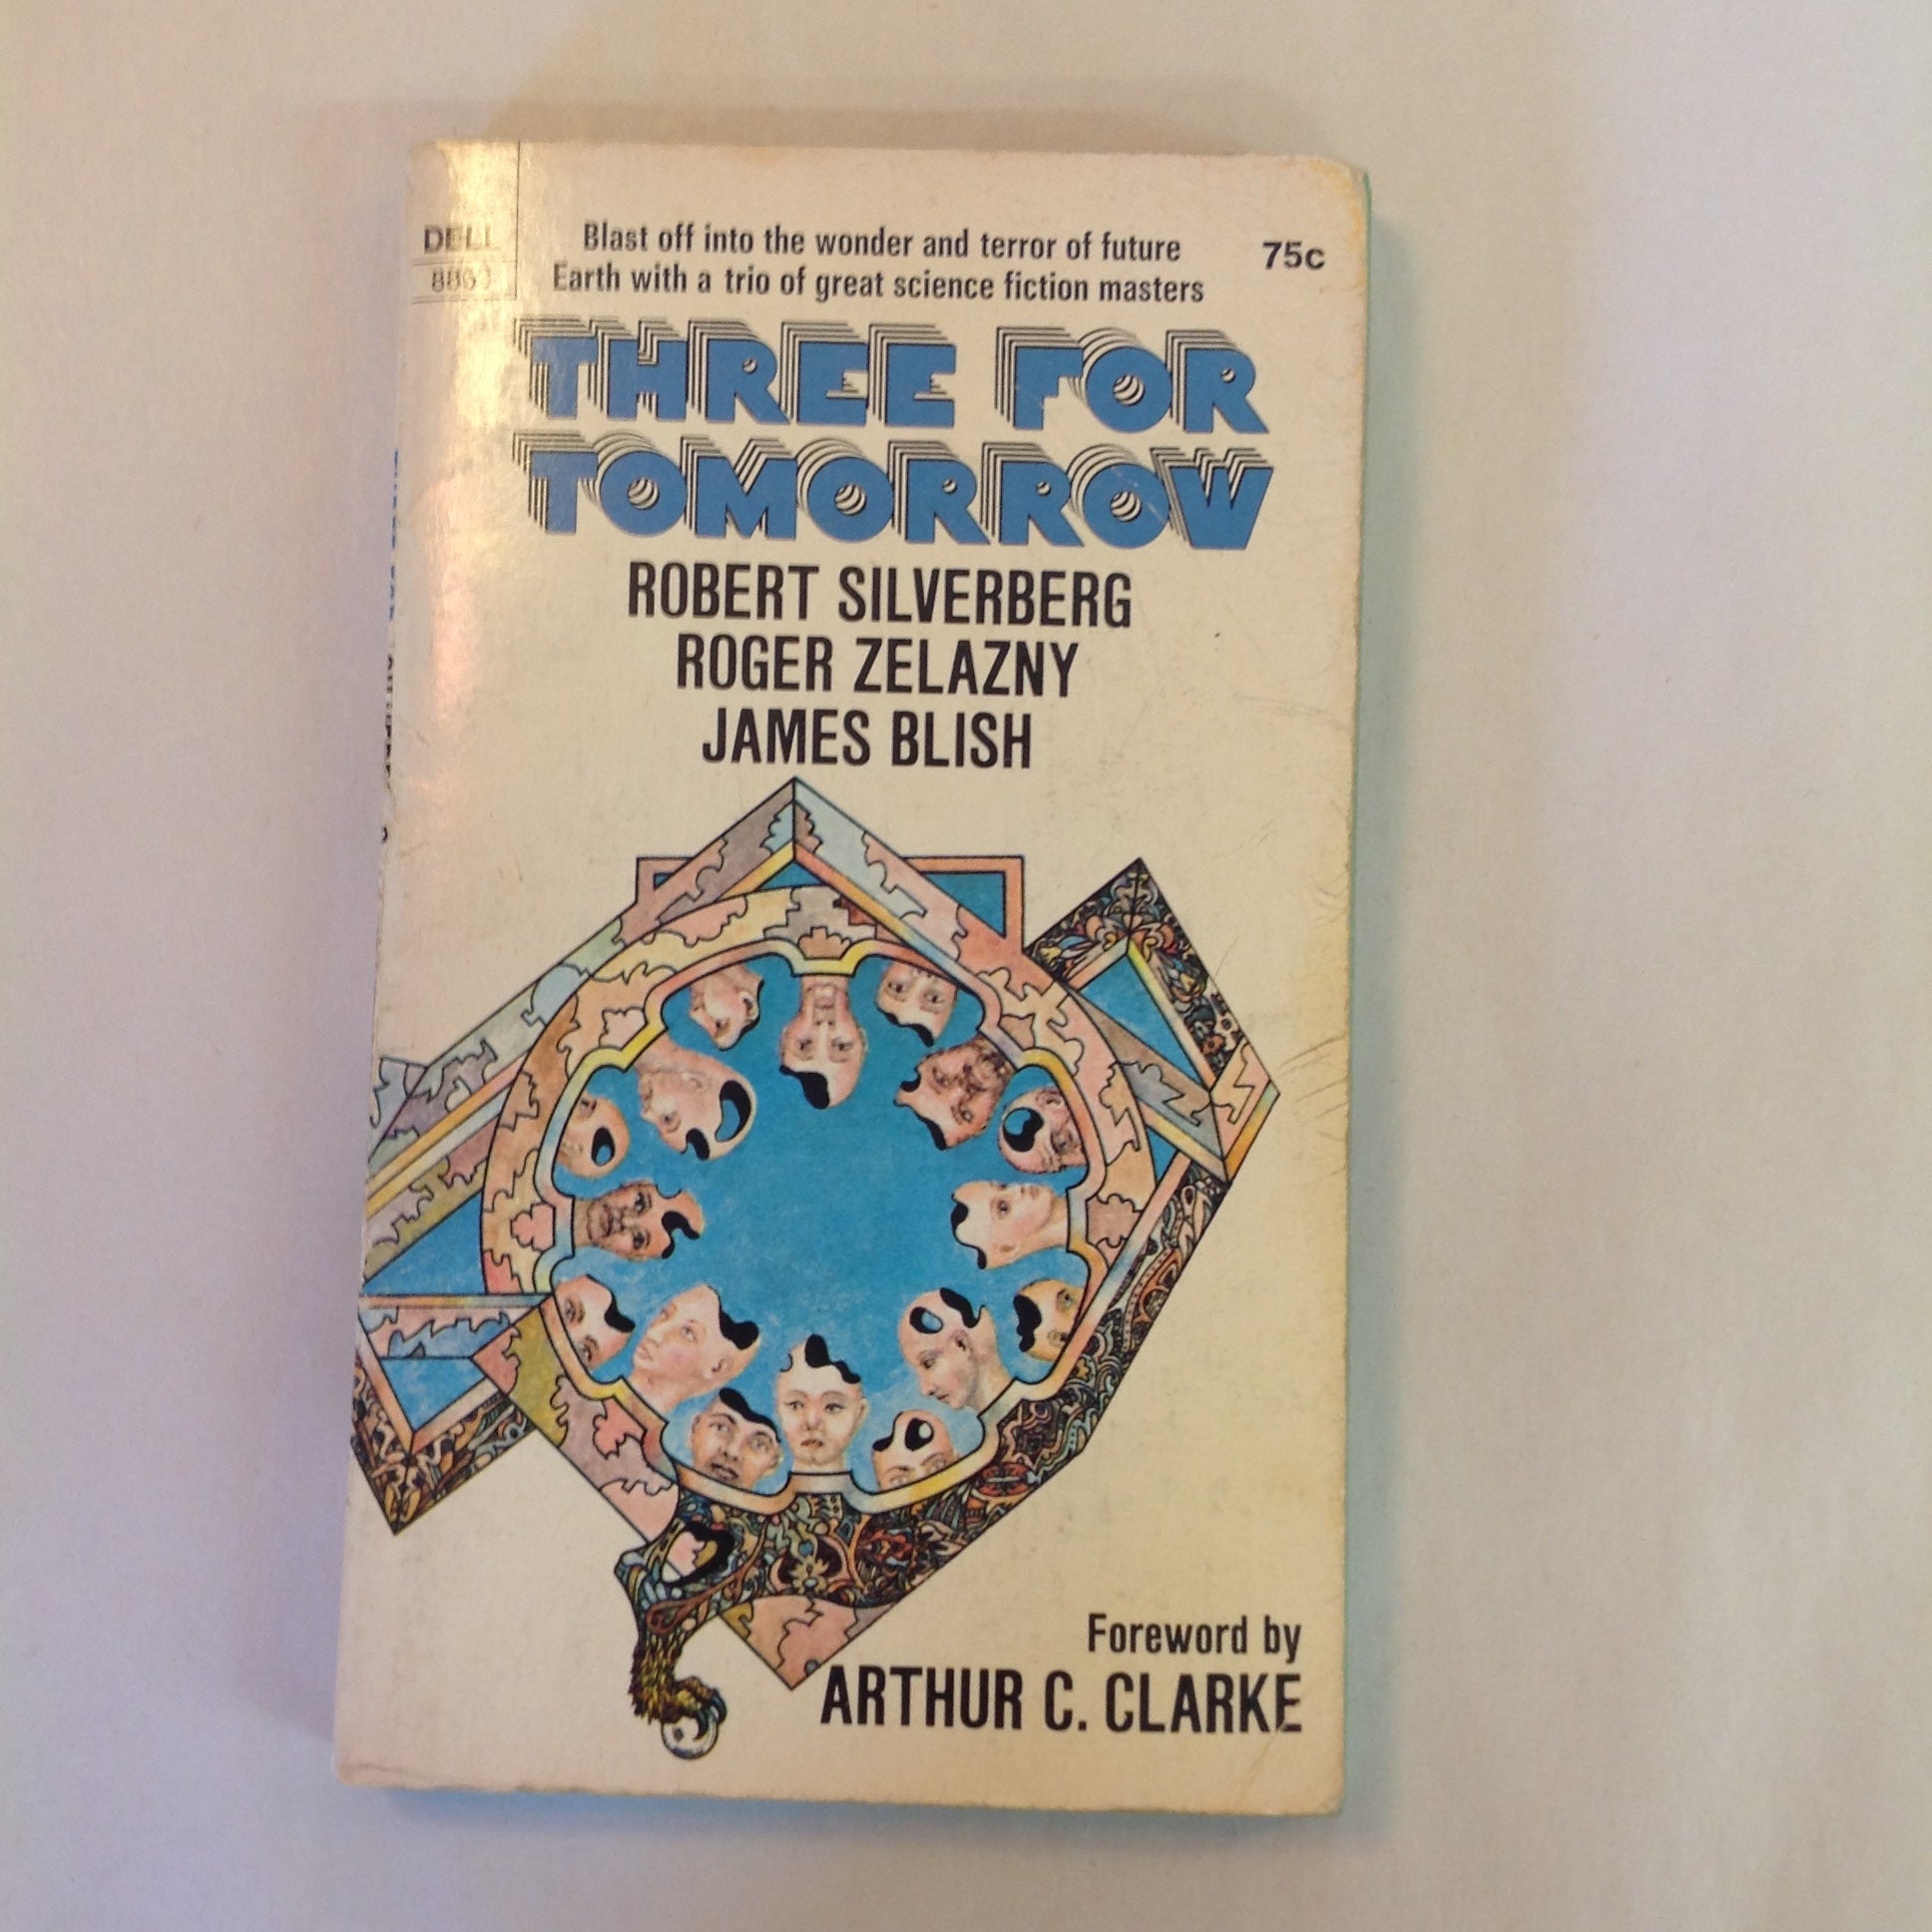 DELL
Blast off into the wonder and terror of future
Earth with a trio of great science fiction masters
75c
THREE FOR
TOMORROW
ROBERT SILVERBERG
ROGER ZELAZNY
JAMES BLISH
Foreword by
ARTHUR C. CLARKE